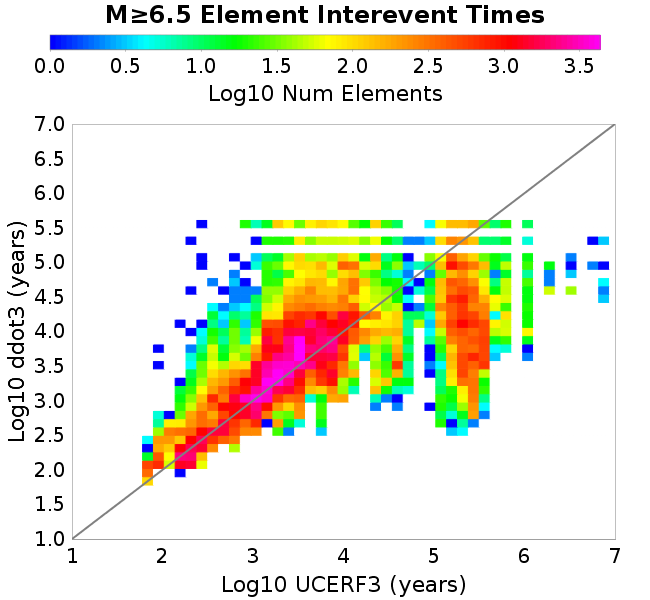 M≥6.5 Element Interevent Times
0.0 0.5 1.0 1.5 2.0 2.5 3.0 3.5
Log10 Num Elements
7.0
6.5
6.0
5.5
5.0
4.5
4.0
3.5
3.0
2.5
2.0
1.5
1.0
Log10 ddot3 (years)
1 2 3 4 5 6 7
Log10 UCERF3 (years)